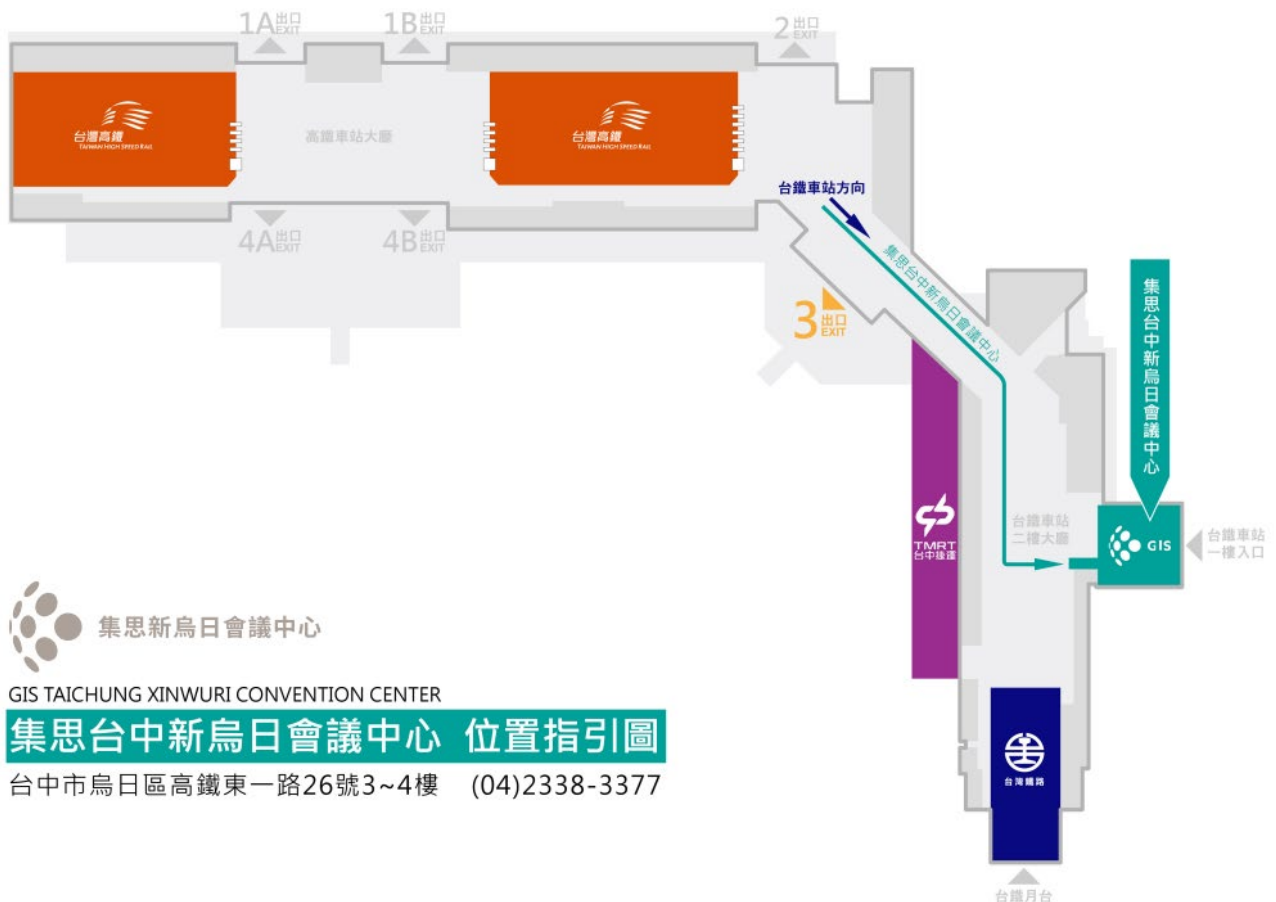 1A出口
EXIT
1B出口
EXIT
2出口
EXIT
台灣高鐵
TAIWAN HIGH SPEED RAIL
高鐵車站大廳
台灣高鐵
TAIWAN HIGH SPEED RAIL
台鐵車站方向
4A出口
EXIT
4B出口
EXIT
集思台中新烏日會議中心
3出口
EXIT
集思台中新烏日會議中心
TMRT
台中捷運
台鐵車站
二樓大廳
GIS
台鐵車站
一樓入口
集思新烏日會議中心
GIS TAICHUNG XINWURI CONVENTION CENTER
集思台中新烏日會議中心 位置指引圖
台中市烏日區高鐵東一路26號3~4樓 (04)2338-3377
台灣鐵路
台鐵月台